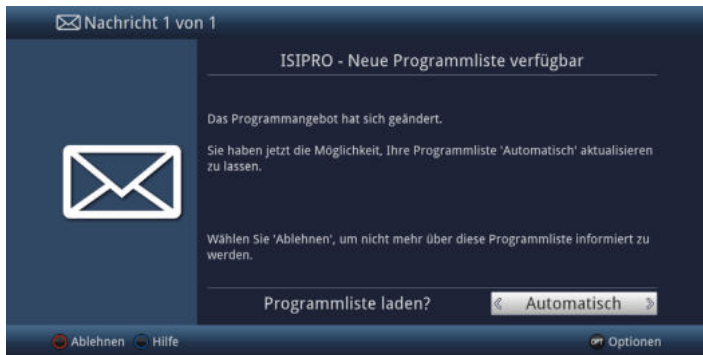 Nachricht 1 von 1
ISIPRO - Neue Programmliste verfügbar
Das Programmangebot hat sich geändert.
Sie haben jetzt die Möglichkeit, Ihre Programmliste 'Automatisch' aktualisieren
zu lassen.
Wählen Sie 'Ablehnen', um nicht mehr über diese Programmliste informiert zu
werden.
Programmliste laden? Automatisch
Ablehnen Hilfe OPT Optionen